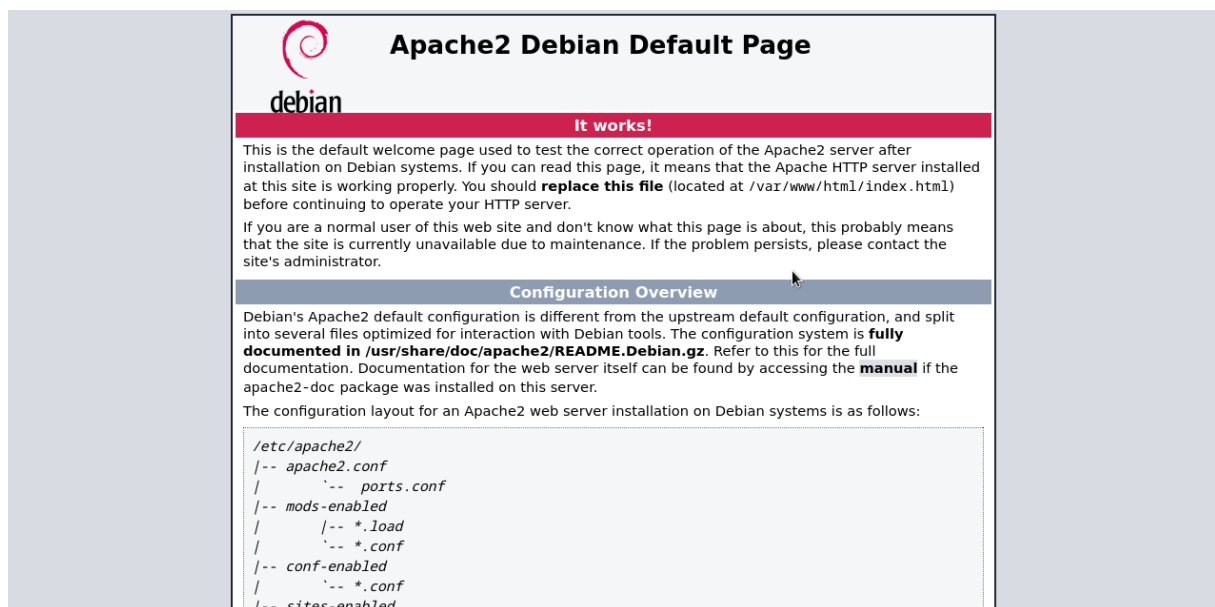 debian
Apache2 Debian Default Page
It works!
This is the default welcome page used to test the correct operation of the Apache2 server after
installation on Debian systems. If you can read this page, it means that the Apache HTTP server installed
at this site is working properly. You should replace this file (located at /var/www/html/index.html)
before continuing to operate your HTTP server.
If you are a normal user of this web site and don't know what this page is about, this probably means
that the site is currently unavailable due to maintenance. If the problem persists, please contact the
site's administrator.
Configuration Overview
Debian's Apache2 default configuration is different from the upstream default configuration, and split
into several files optimized for interaction with Debian tools. The configuration system is fully
documented in /usr/share/doc/apache2/README.Debian.gz. Refer to this for the full
documentation. Documentation for the web server itself can be found by accessing the manual if the
apache2-doc package was installed on this server.
The configuration layout for an Apache2 web server installation on Debian systems is as follows:
/etc/apache2/
|-- apache2.conf
|       `--  ports.conf
|-- mods-enabled
|       |-- *.load
|       `-- *.conf
|-- conf-enabled
|       `-- *.conf
|-- sites-enabled